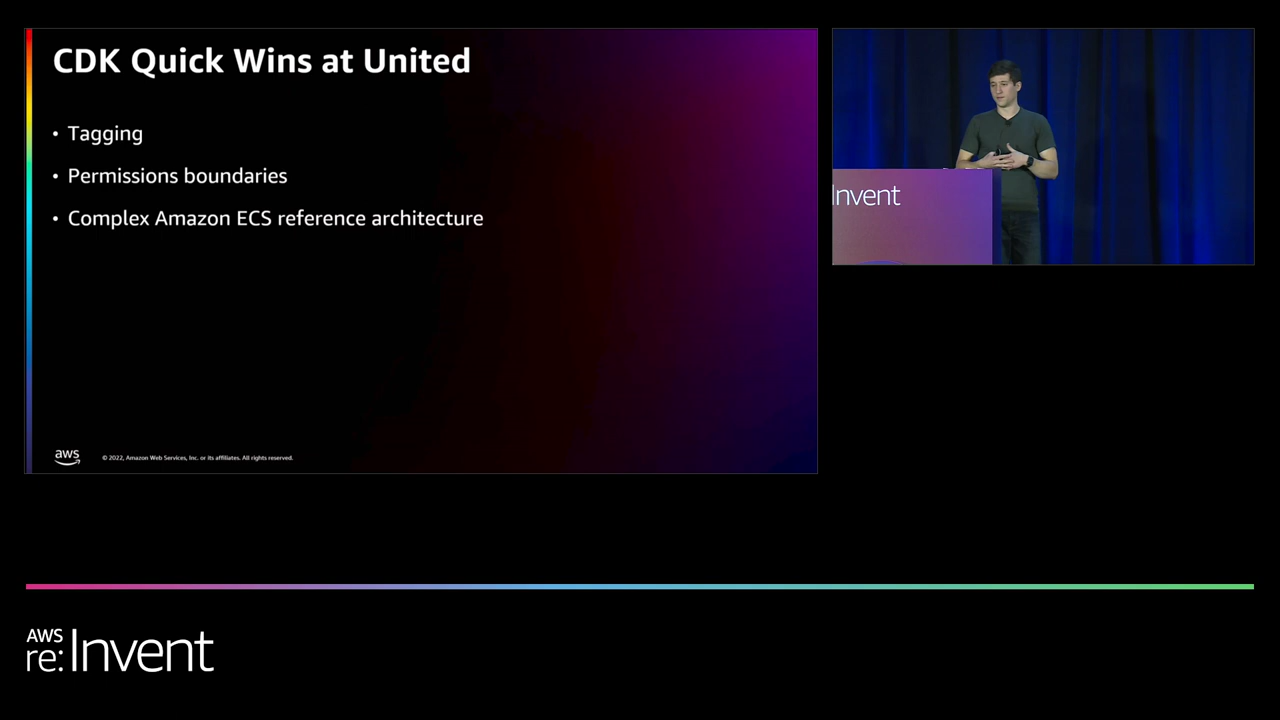 CDK Quick Wins at United
• Tagging
• Permissions boundaries
• Complex Amazon ECS reference architecture
aws
© 2022, Amazon Web Services, Inc. or its affiliates. All rights reserved.
Invent
AWS
re:Invent